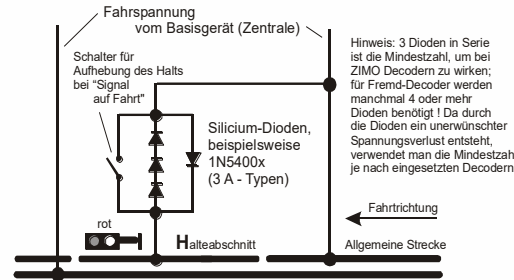 Fahrspannung
vom Basisgerät (Zentrale)
Schalter für
Aufhebung des Halts
bei “Signal
auf Fahrt"
Silicium-Dioden,
beispielsweise
1N5400x
(3 A - Typen)
Hinweis: 3 Dioden in Serie
ist die Mindestzahl, um bei
ZIMO Decodern zu wirken;
für Fremd-Decoder werden
manchmal 4 oder mehr
Dioden benötigt ! Da durch
die Dioden ein unerwünschter
Spannungsverlust entsteht,
verwendet man die Mindestzah
je nach eingesetzten Decodern
Fahrtrichtung
rot
Halteabschnitt
Allgemeine Strecke